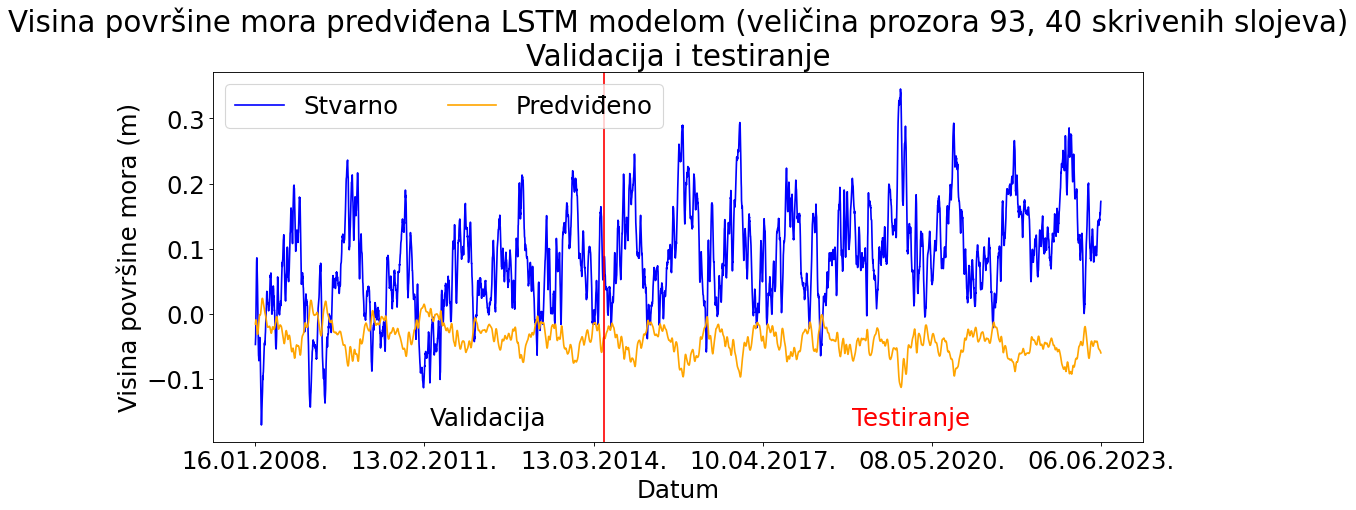 Visina površine mora predviđena LSTM modelom (veličina prozora 93, 40 skrivenih slojeva)
Validacija i testiranje
Stvarno
Predviđeno
Visina površine mora (m)
0.3
0.2
0.1
0.0
−0.1
Validacija
Testiranje
16.01.2008.
13.02.2011.
13.03.2014.
10.04.2017.
08.05.2020.
06.06.2023.
Datum